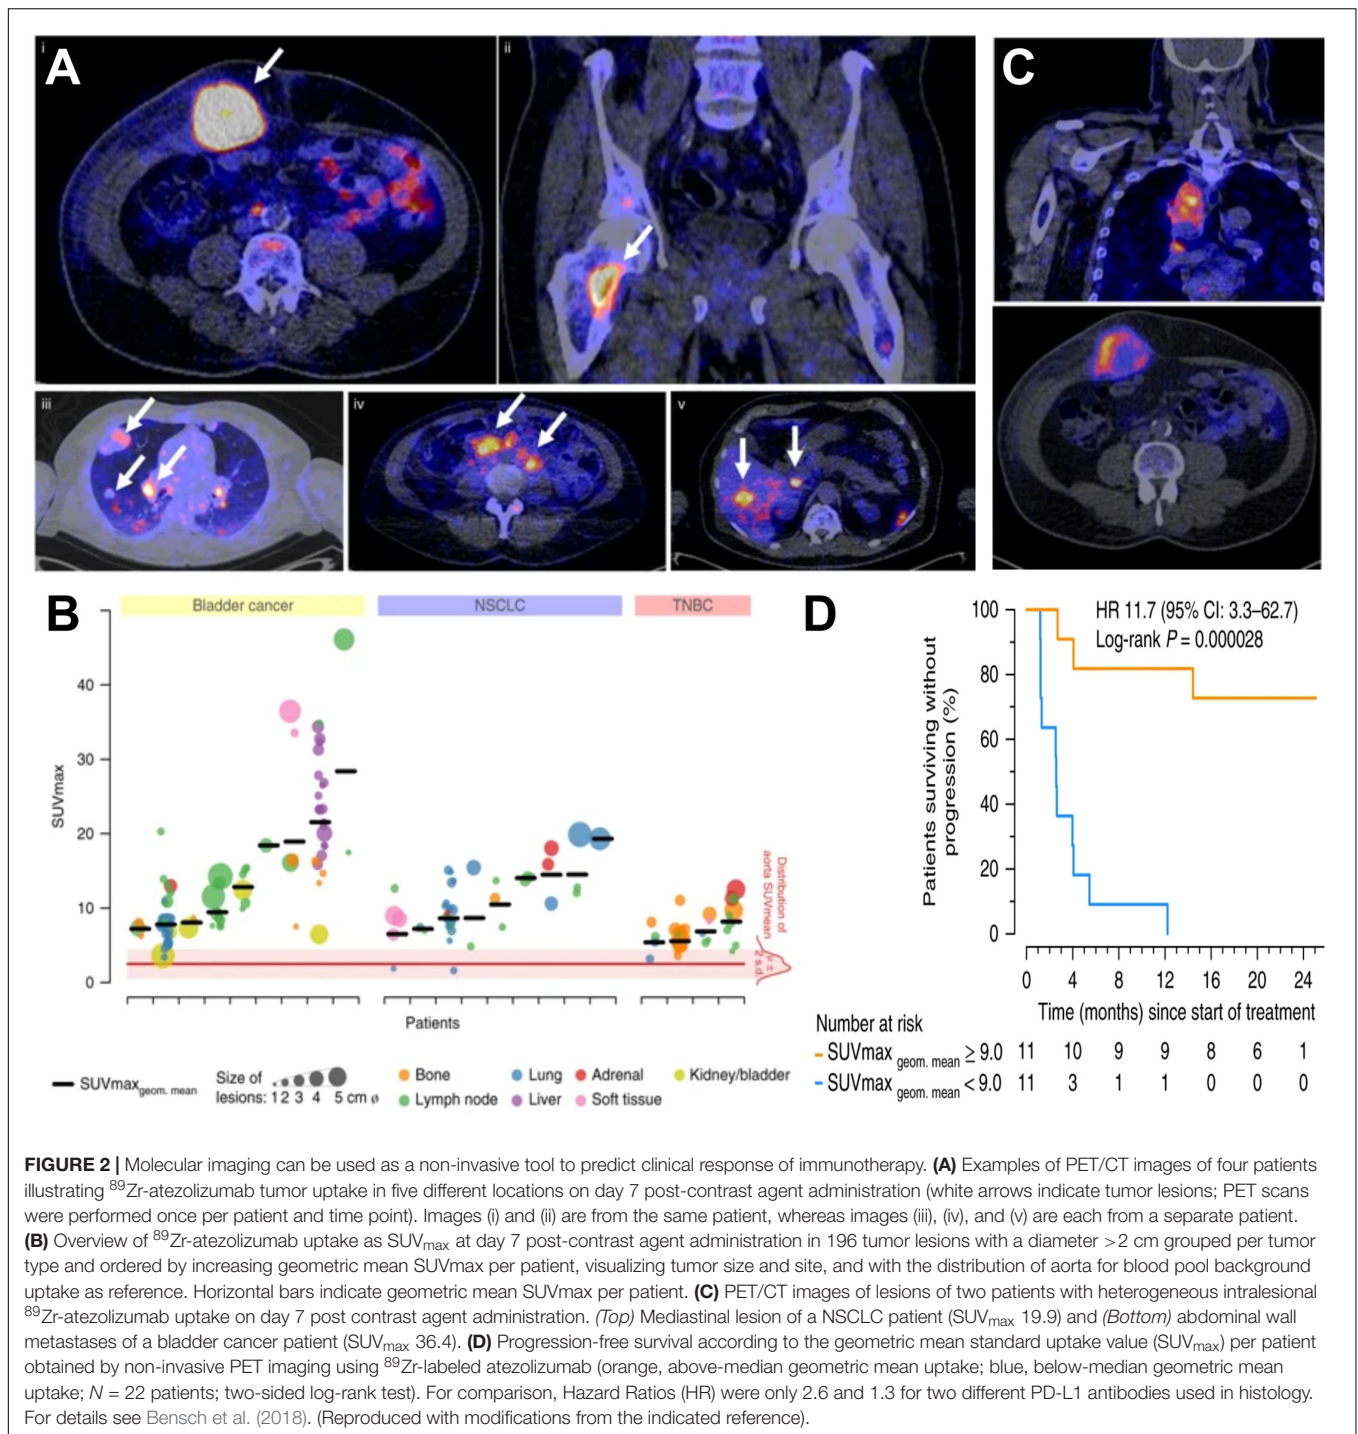 A
i
ii
C
iii
iv
v
B
Bladder cancer
NSCLC
TNBC
SUVmax
40
30
20
10
0
Distribution of
aorta SUVmean
2 s.d.
Patients
SUVmax geom. mean
Size of
lesions: 1 2 3 4 5 cm ø
Bone
Lung
Adrenal
Kidney/bladder
Lymph node
Liver
Soft tissue
D
HR 11.7 (95% CI: 3.3–62.7)
Log-rank P = 0.000028
Patients surviving without
progression (%)
100
80
60
40
20
0
0 4 8 12 16 20 24
Time (months) since start of treatment
Number at risk
SUVmax geom. mean ≥ 9.0 11 10 9 9 8 6 1
SUVmax geom. mean < 9.0 11 3 1 1 0 0 0
FIGURE 2 | Molecular imaging can be used as a non-invasive tool to predict clinical response of immunotherapy. (A) Examples of PET/CT images of four patients
illustrating ⁸⁹Zr-atezolizumab tumor uptake in five different locations on day 7 post-contrast agent administration (white arrows indicate tumor lesions; PET scans
were performed once per patient and time point). Images (i) and (ii) are from the same patient, whereas images (iii), (iv), and (v) are each from a separate patient.
(B) Overview of ⁸⁹Zr-atezolizumab uptake as SUVmax at day 7 post-contrast agent administration in 196 tumor lesions with a diameter >2 cm grouped per tumor
type and ordered by increasing geometric mean SUVmax per patient, visualizing tumor size and site, and with the distribution of aorta for blood pool background
uptake as reference. Horizontal bars indicate geometric mean SUVmax per patient. (C) PET/CT images of lesions of two patients with heterogeneous intralesional
⁸⁹Zr-atezolizumab uptake on day 7 post contrast agent administration. (Top) Mediastinal lesion of a NSCLC patient (SUVmax 19.9) and (Bottom) abdominal wall
metastases of a bladder cancer patient (SUVmax 36.4). (D) Progression-free survival according to the geometric mean standard uptake value (SUVmax) per patient
obtained by non-invasive PET imaging using ⁸⁹Zr-labeled atezolizumab (orange, above-median geometric mean uptake; blue, below-median geometric mean
uptake; N = 22 patients; two-sided log-rank test). For comparison, Hazard Ratios (HR) were only 2.6 and 1.3 for two different PD-L1 antibodies used in histology.
For details see Bensch et al. (2018). (Reproduced with modifications from the indicated reference).